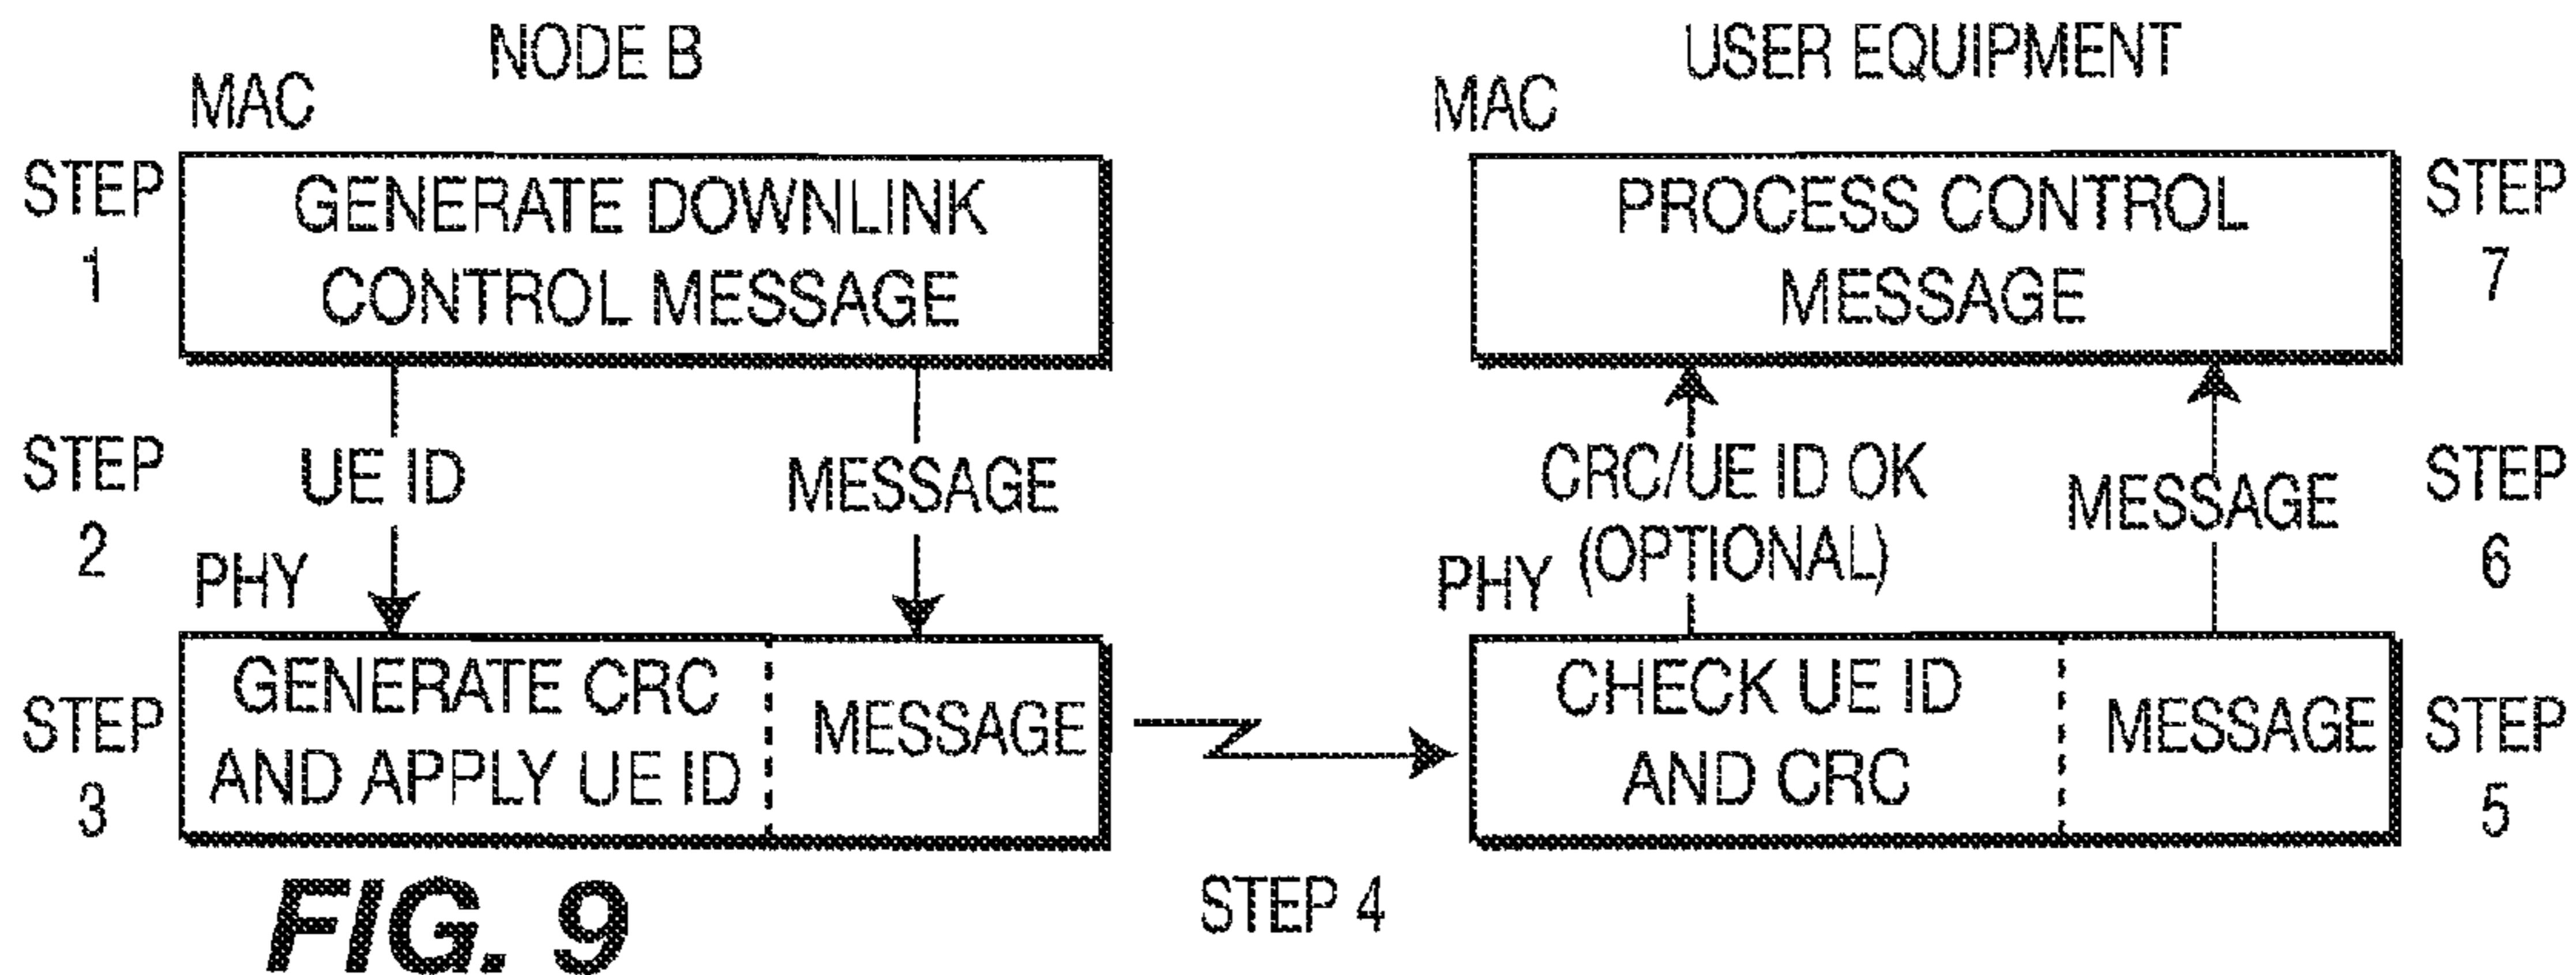 NODE B
USER EQUIPMENT
MAC
MAC
STEP
1
GENERATE DOWNLINK
CONTROL MESSAGE
PROCESS CONTROL
MESSAGE
STEP
7
STEP
2
UE ID
MESSAGE
CRC/UE ID OK
(OPTIONAL)
MESSAGE
STEP
6
PHY
PHY
STEP
3
GENERATE CRC
AND APPLY UE ID
MESSAGE
CHECK UE ID
AND CRC
MESSAGE
STEP
5
STEP 4
FIG. 9